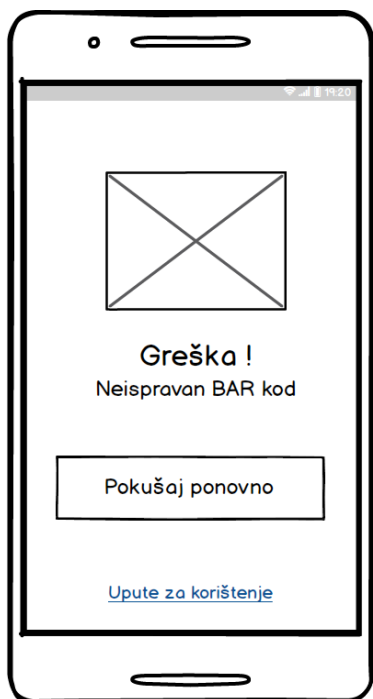 19:20
Greška !
Neispravan BAR kod
Pokušaj ponovno
Upute za korištenje